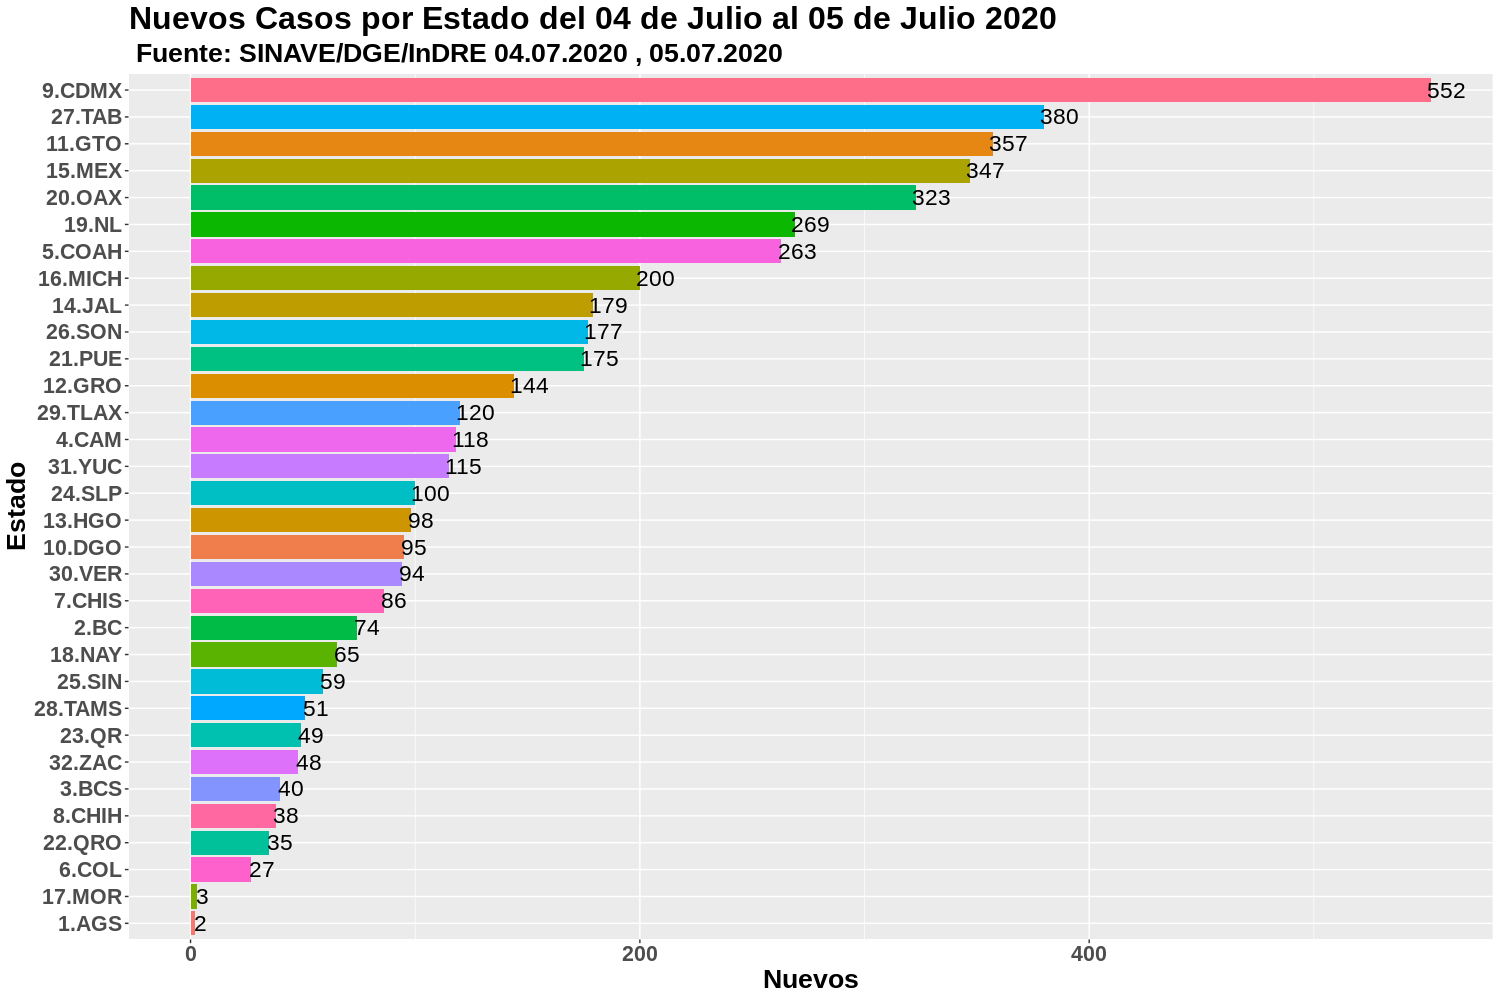 Nuevos Casos por Estado del 04 de Julio al 05 de Julio 2020
Fuente: SINAVE/DGE/InDRE 04.07.2020 , 05.07.2020
9.CDMX 552
27.TAB 380
11.GTO 357
15.MEX 347
20.OAX 323
19.NL 269
5.COAH 263
16.MICH 200
14.JAL 179
26.SON 177
21.PUE 175
12.GRO 144
29.TLAX 120
4.CAM 118
31.YUC 115
24.SLP 100
13.HGO 98
10.DGO 95
30.VER 94
7.CHIS 86
2.BC 74
18.NAY 65
25.SIN 59
28.TAMS 51
23.QR 49
32.ZAC 48
3.BCS 40
8.CHIH 38
22.QRO 35
6.COL 27
17.MOR 3
1.AGS 2
Estado
0 200 400
Nuevos